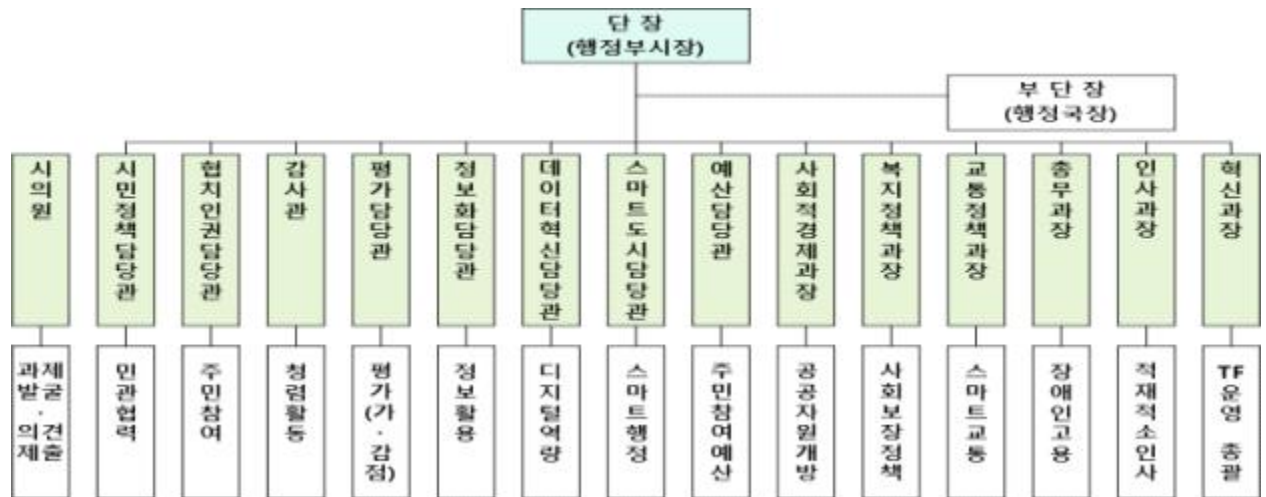 단 장
(행정부시장)
부 단 장
(행정국장)
시의원
시민정책담당관
협치인권담당관
감사관
평가담당관
정보화담당관
데이터혁신담당관
스마트도시담당관
예산담당관
사회적경제과장
복지정책과장
교통정책과장
총무과장
인사과장
혁신과장
과제
발굴
·
의견
제출
민관협력
주민참여
청렴활동
평가(가·감점)
정보활용
디지털역량
스마트행정
주민참여예산
공공자원개방
사회보장정책
스마트교통
장애인고용
적재적소인사
TF운영 총괄